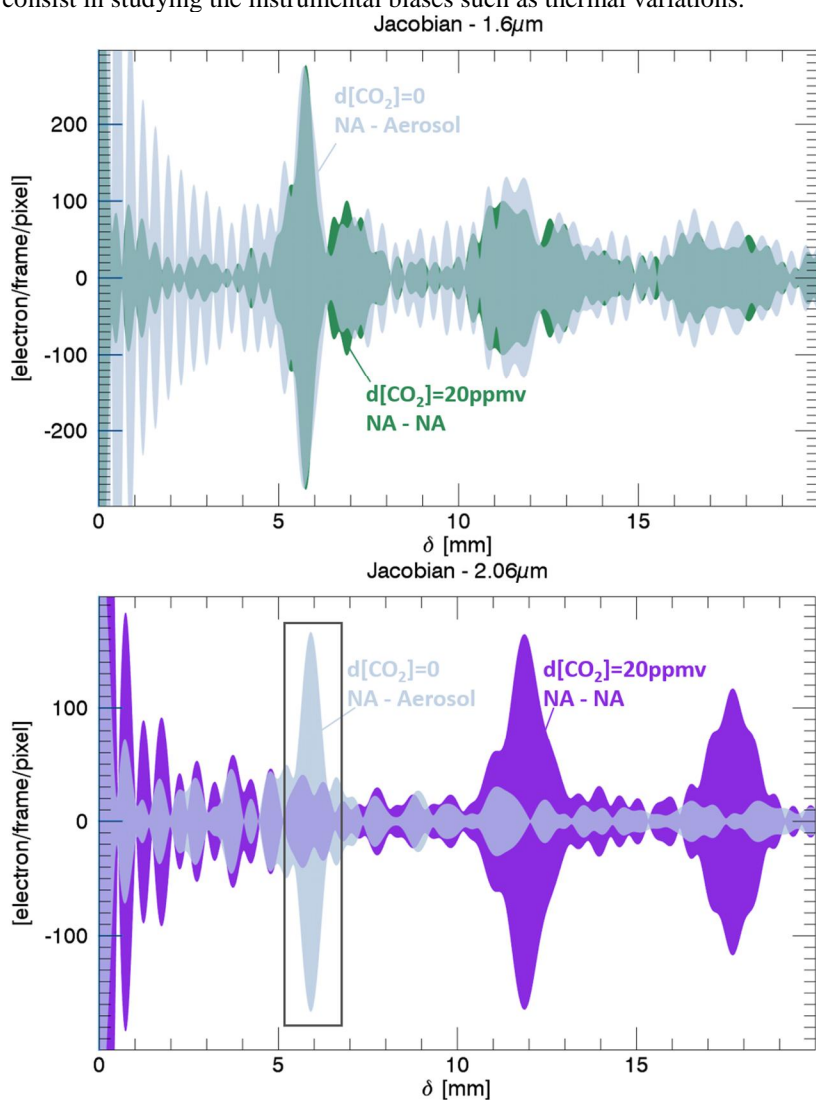 consist in studying the instrumental biases such as thermal variations.
Jacobian - 1.6μm
d[CO₂]=0
NA - Aerosol
200
100
0
-100
-200
[electron/frame/pixel]
d[CO₂]=20ppmv
NA - NA
0 5 10 15
δ [mm]
Jacobian - 2.06μm
d[CO₂]=0
NA - Aerosol
d[CO₂]=20ppmv
NA - NA
100
0
-100
[electron/frame/pixel]
0 5 10 15
δ [mm]